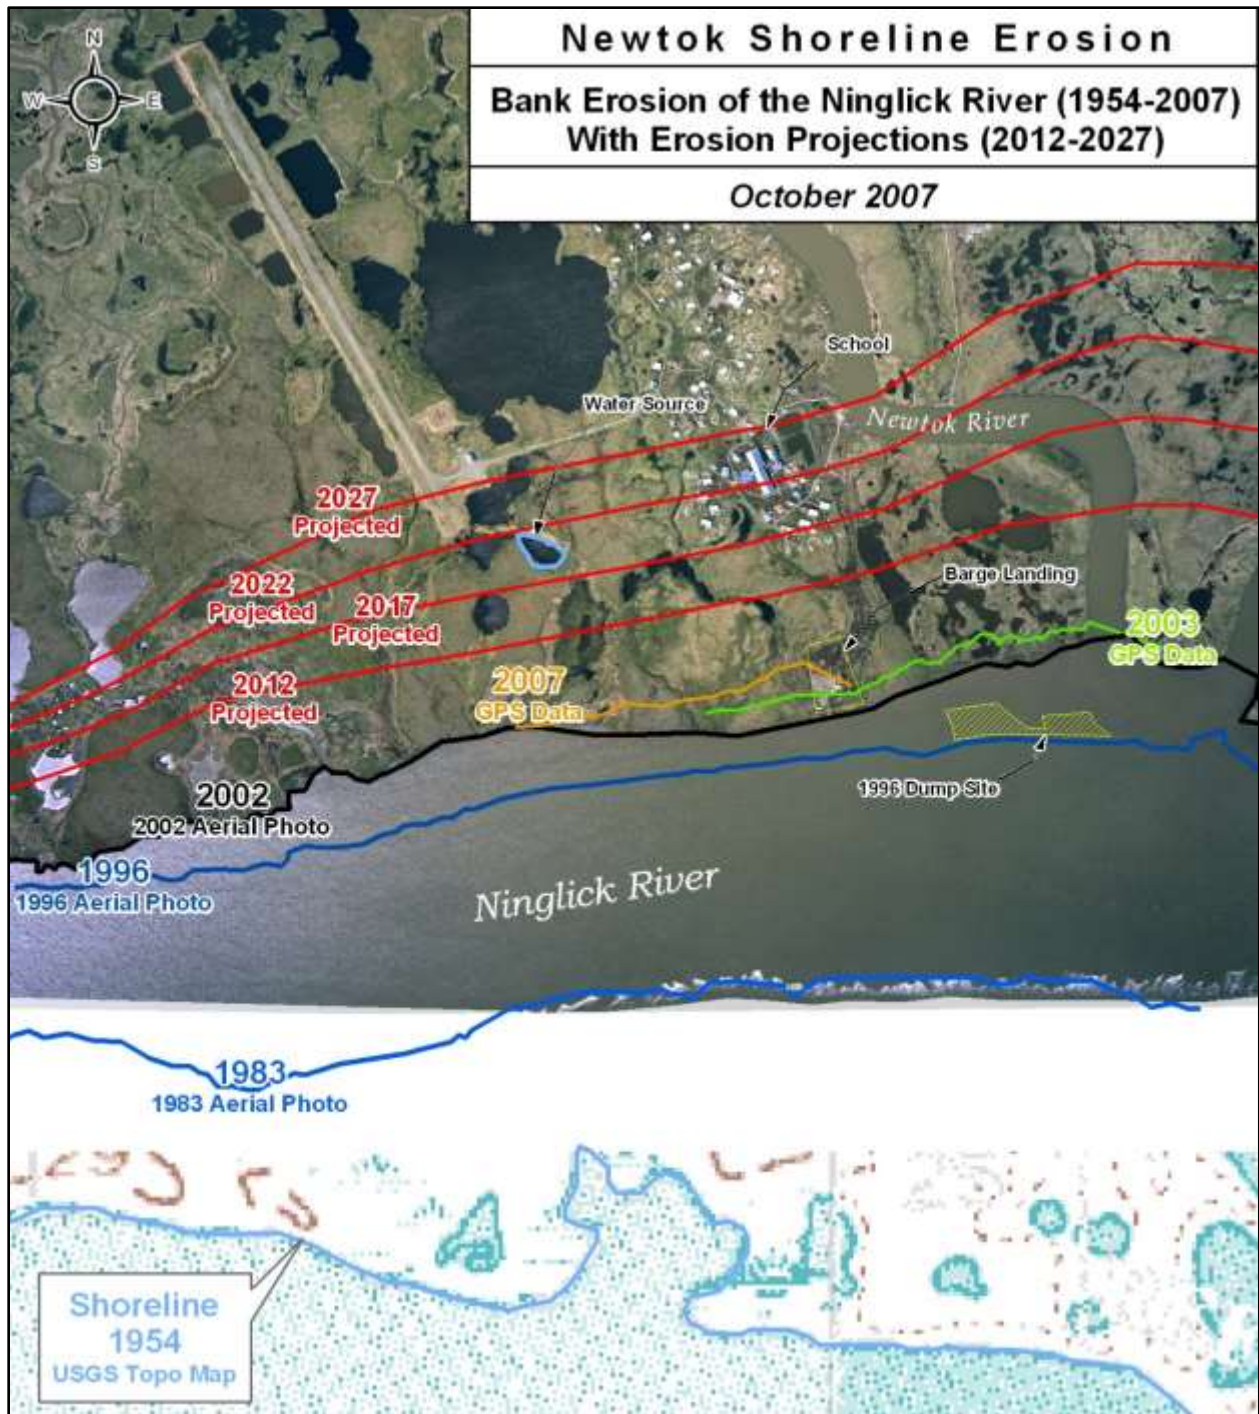 Newtok Shoreline Erosion
Bank Erosion of the Ninglick River (1954-2007)
With Erosion Projections (2012-2027)
October 2007
N
W
E
S
School
Water Source
Newtok River
2027
Projected
2022
Projected
2017
Projected
Barge Landing
2012
Projected
2007
GPS Data
2003
GPS Data
2002
2002 Aerial Photo
1996 Dump Site
1996
1996 Aerial Photo
Ninglick River
1983
1983 Aerial Photo
Shoreline
1954
USGS Topo Map